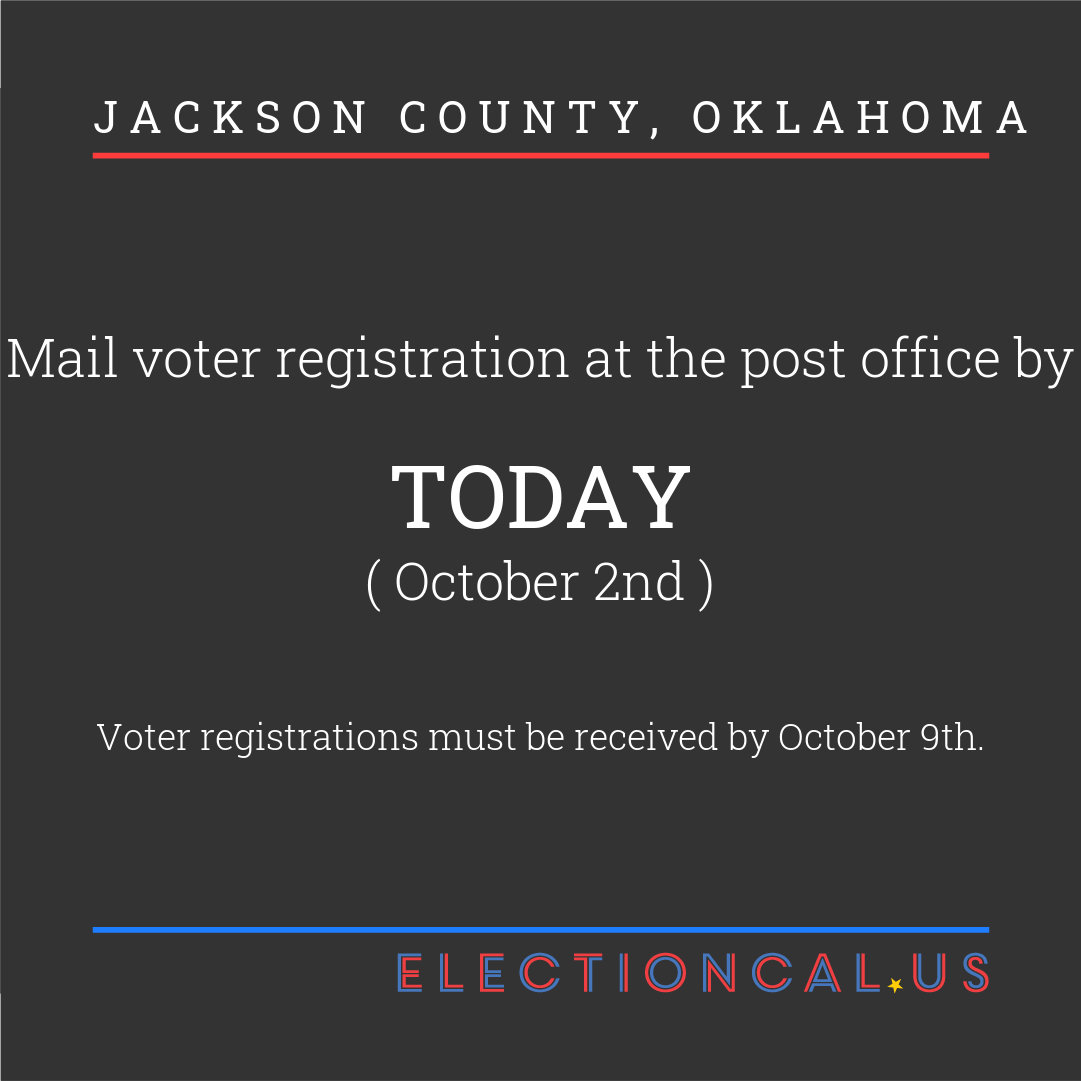 JACKSON COUNTY, OKLAHOMA
Mail voter registration at the post office by
TODAY
( October 2nd )
Voter registrations must be received by October 9th.
ELECTIONCAL.US